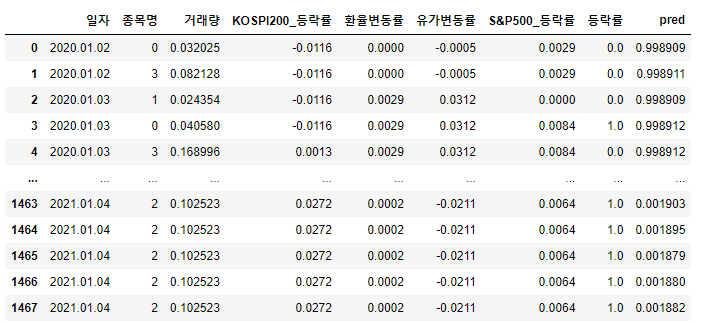 일자 종목명 거래량 KOSPI200_등락률 환율변동률 유가변동률 S&P500_등락률 등락률 pred
0 2020.01.02 0 0.032025 -0.0116 0.0000 -0.0005 0.0029 0.0 0.998909
1 2020.01.02 3 0.082128 -0.0116 0.0000 -0.0005 0.0029 0.0 0.998911
2 2020.01.03 1 0.024354 -0.0116 0.0029 0.0312 0.0000 0.0 0.998909
3 2020.01.03 0 0.040580 -0.0116 0.0029 0.0312 0.0084 1.0 0.998912
4 2020.01.03 3 0.168996 0.0013 0.0029 0.0312 0.0084 0.0 0.998912
... ... ... ... ... ... ... ... ... ...
1463 2021.01.04 2 0.102523 0.0272 0.0002 -0.0211 0.0064 1.0 0.001903
1464 2021.01.04 2 0.102523 0.0272 0.0002 -0.0211 0.0064 1.0 0.001895
1465 2021.01.04 2 0.102523 0.0272 0.0002 -0.0211 0.0064 1.0 0.001879
1466 2021.01.04 2 0.102523 0.0272 0.0002 -0.0211 0.0064 1.0 0.001880
1467 2021.01.04 2 0.102523 0.0272 0.0002 -0.0211 0.0064 1.0 0.001882